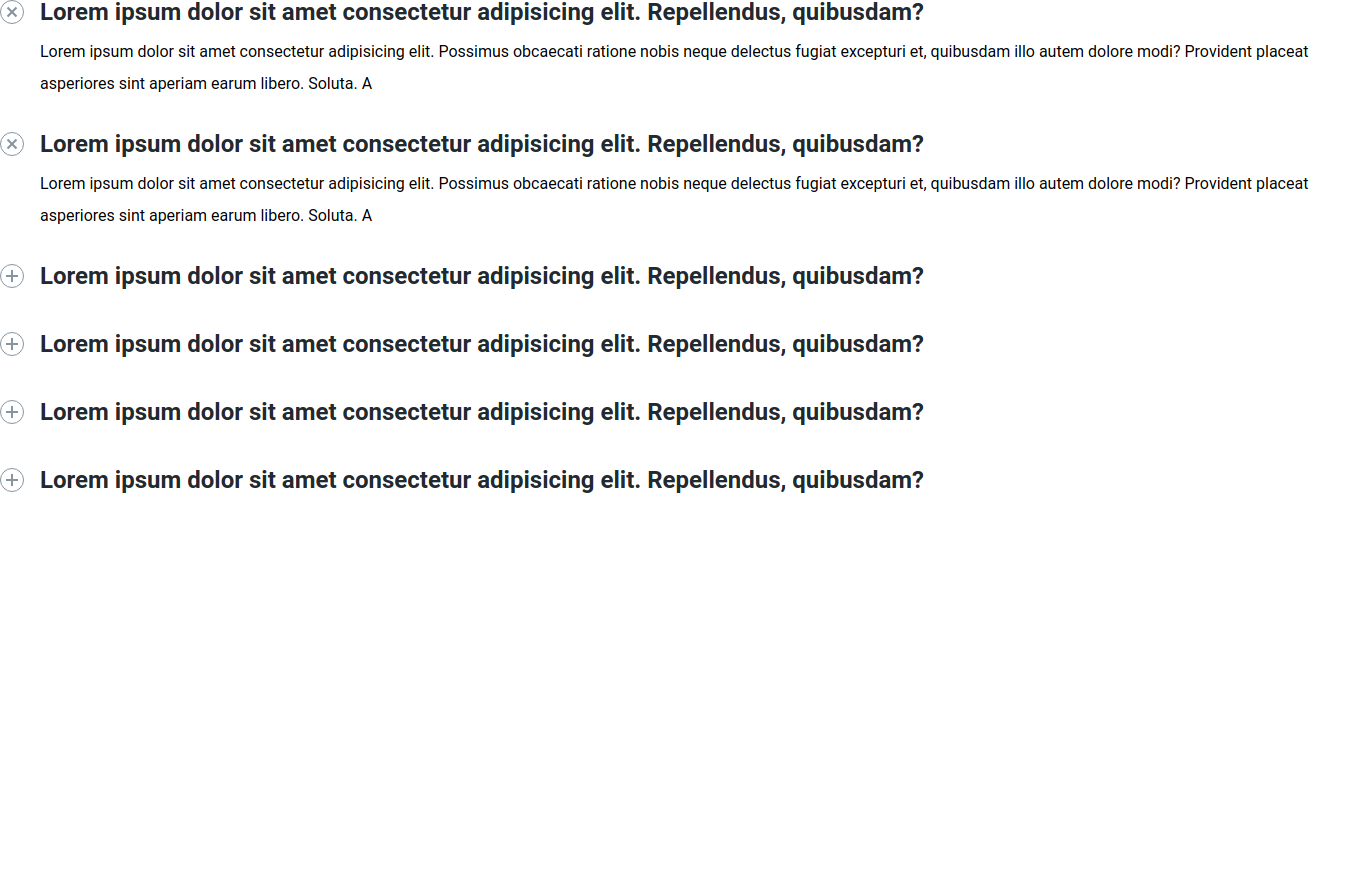 Lorem ipsum dolor sit amet consectetur adipisicing elit. Repellendus, quibusdam?
Lorem ipsum dolor sit amet consectetur adipisicing elit. Possimus obcaecati ratione nobis neque delectus fugiat excepturi et, quibusdam illo autem dolore modi? Provident placeat
asperiores sint aperiam earum libero. Soluta. A
Lorem ipsum dolor sit amet consectetur adipisicing elit. Repellendus, quibusdam?
Lorem ipsum dolor sit amet consectetur adipisicing elit. Possimus obcaecati ratione nobis neque delectus fugiat excepturi et, quibusdam illo autem dolore modi? Provident placeat
asperiores sint aperiam earum libero. Soluta. A
Lorem ipsum dolor sit amet consectetur adipisicing elit. Repellendus, quibusdam?
Lorem ipsum dolor sit amet consectetur adipisicing elit. Repellendus, quibusdam?
Lorem ipsum dolor sit amet consectetur adipisicing elit. Repellendus, quibusdam?
Lorem ipsum dolor sit amet consectetur adipisicing elit. Repellendus, quibusdam?